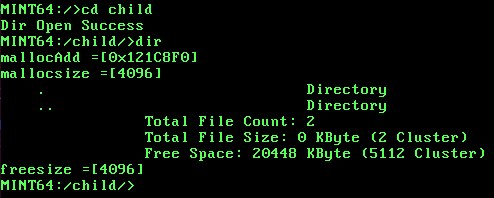 MINT64:/>cd child
Dir Open Success
MINT64:/child/>dir
mallocAdd =[0x121C8F0]
mallocsize =[4096]
. Directory
.. Directory
Total File Count: 2
Total File Size: 0 KByte (2 Cluster)
Free Space: 20448 KByte (5112 Cluster)
freesize =[4096]
MINT64:/child/>